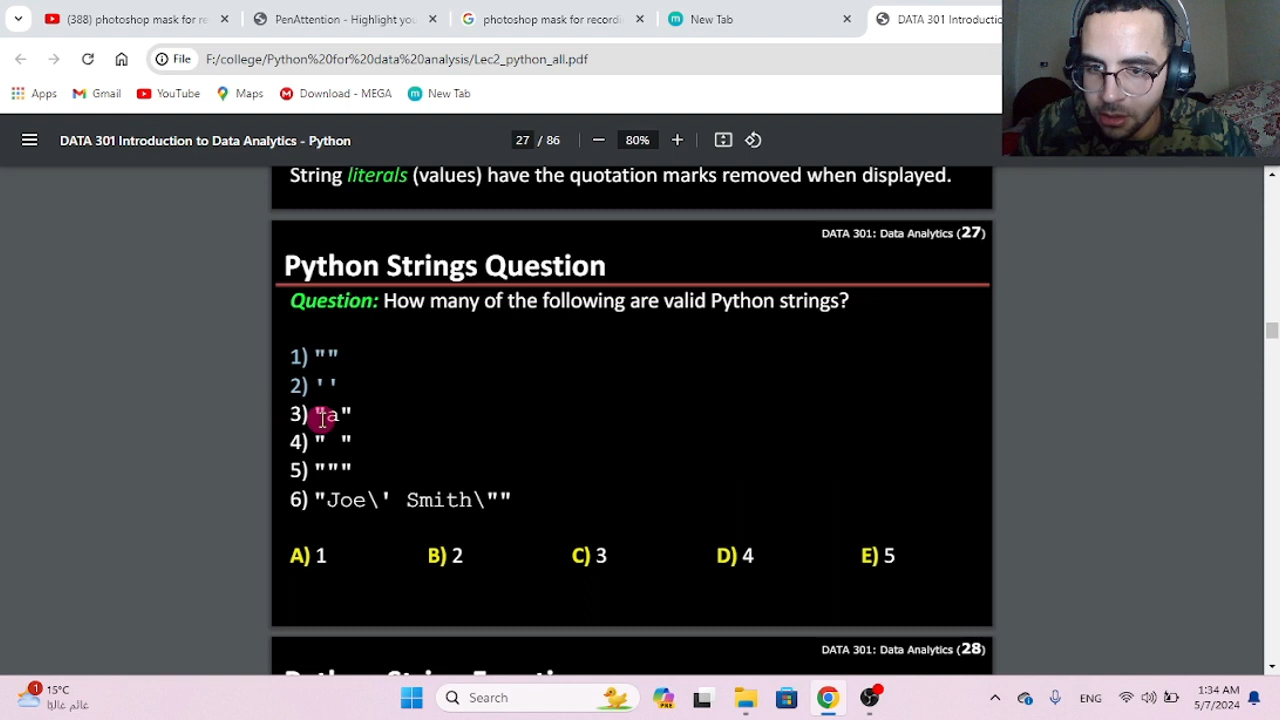 (388) photoshop mask for re
PenAttention - Highlight you
photoshop mask for recordi
New Tab
DATA 301 Introductio
File
F:/college/Python%20for%20data%20analysis/Lec2_python_all.pdf
Apps
Gmail
YouTube
Maps
Download - MEGA
New Tab
DATA 301 Introduction to Data Analytics - Python
27 / 86
80%
String literals (values) have the quotation marks removed when displayed.
DATA 301: Data Analytics (27)
Python Strings Question
Question: How many of the following are valid Python strings?
1) ""
2) ' '
3) "a"
4) " "
5) """
6) "Joe\' Smith\""
A) 1 B) 2 C) 3 D) 4 E) 5
DATA 301: Data Analytics (28)
1
15°C
غائم غالبا
Search
PRE
ENG
1:34 AM
5/7/2024